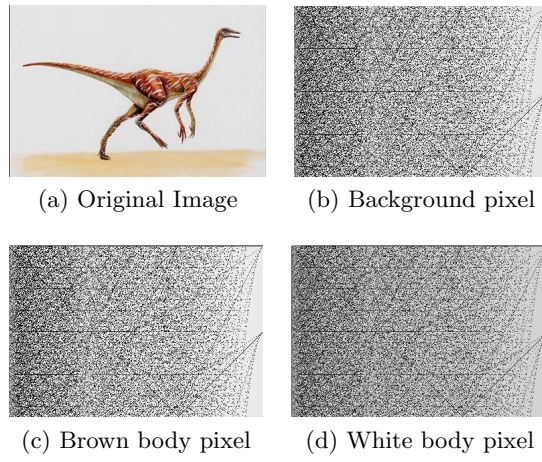 (a) Original Image
(b) Background pixel
(c) Brown body pixel
(d) White body pixel